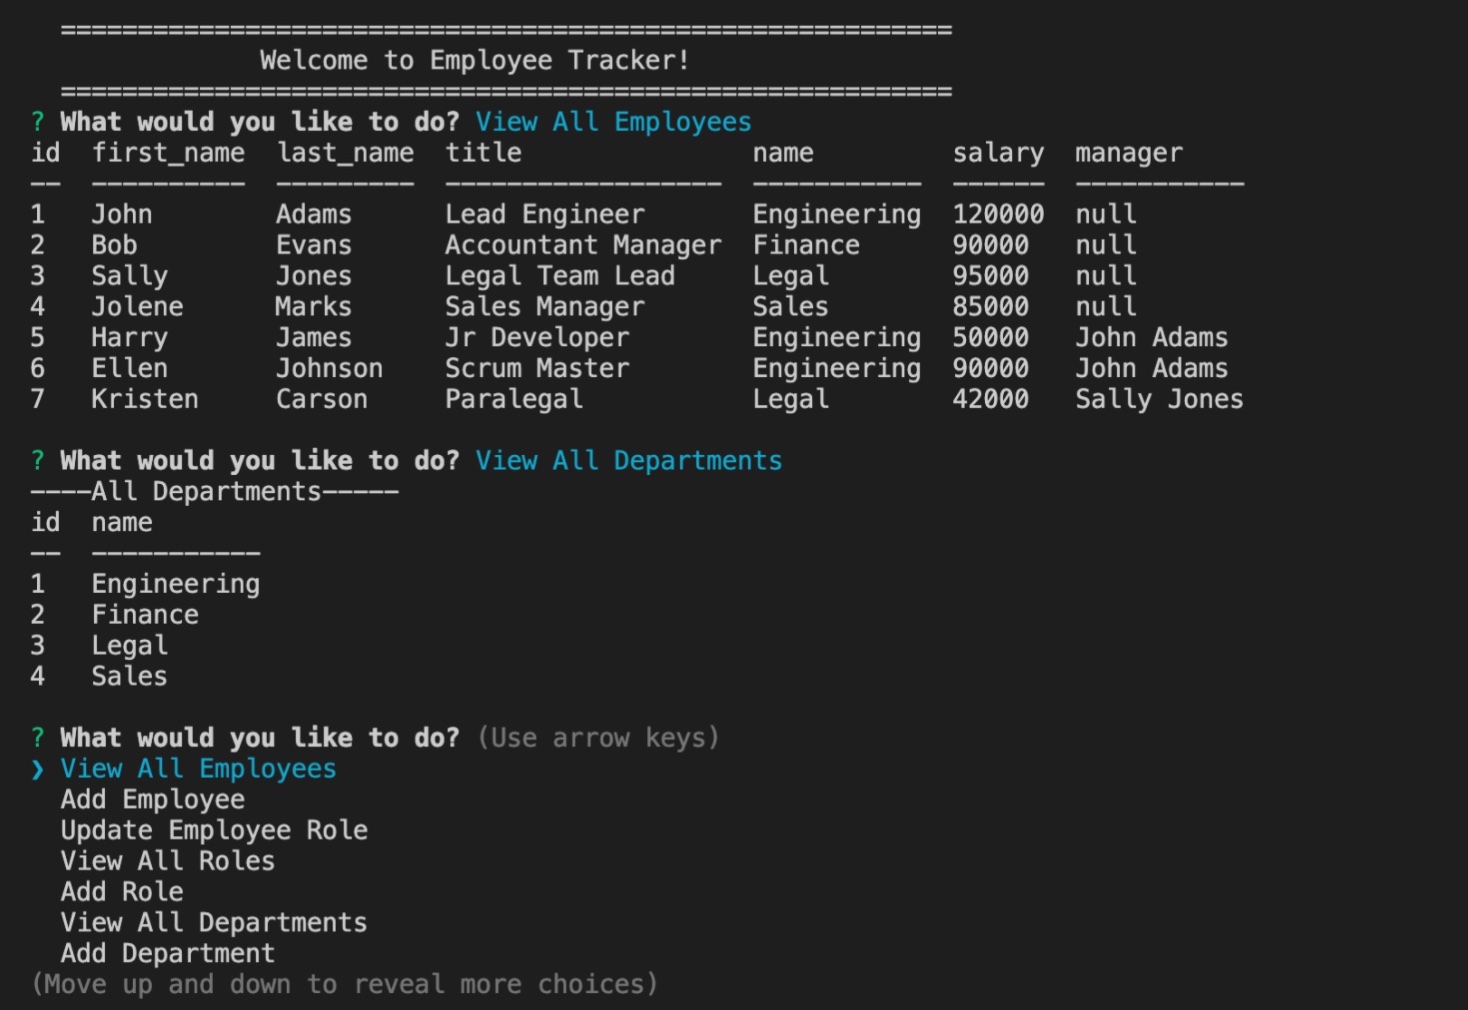 ==========================================================
Welcome to Employee Tracker!
==========================================================
? What would you like to do? View All Employees
id  first_name  last_name  title               name         salary  manager
--  ----------  ---------  ------------------  -----------  ------  -----------
1   John        Adams      Lead Engineer       Engineering  120000  null
2   Bob         Evans      Accountant Manager  Finance      90000   null
3   Sally       Jones      Legal Team Lead     Legal        95000   null
4   Jolene      Marks      Sales Manager       Sales        85000   null
5   Harry       James      Jr Developer        Engineering  50000   John Adams
6   Ellen       Johnson    Scrum Master        Engineering  90000   John Adams
7   Kristen     Carson     Paralegal           Legal        42000   Sally Jones
? What would you like to do? View All Departments
----All Departments-----
id  name
--  -----------
1   Engineering
2   Finance
3   Legal
4   Sales
? What would you like to do? (Use arrow keys)
❯ View All Employees
Add Employee
Update Employee Role
View All Roles
Add Role
View All Departments
Add Department
(Move up and down to reveal more choices)